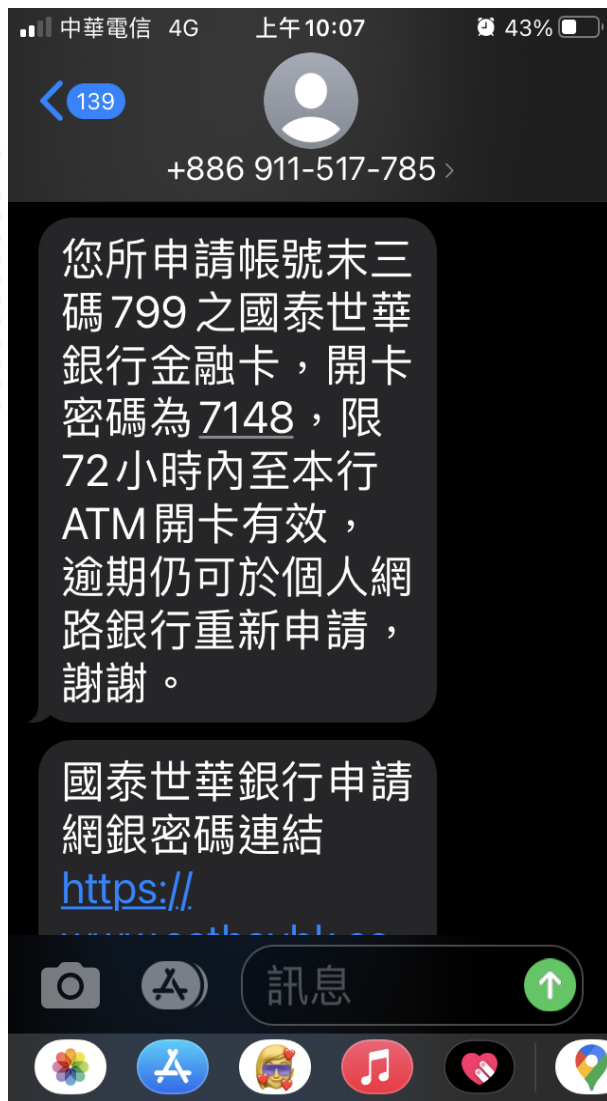 中華電信 4G 上午10:07 43%
139
+886 911-517-785
您所申請帳號末三
碼799之國泰世華
銀行金融卡，開卡
密碼為7148，限
72小時內至本行
ATM開卡有效，
逾期仍可於個人網
路銀行重新申請，
謝謝。
國泰世華銀行申請
網銀密碼連結
https://
訊息